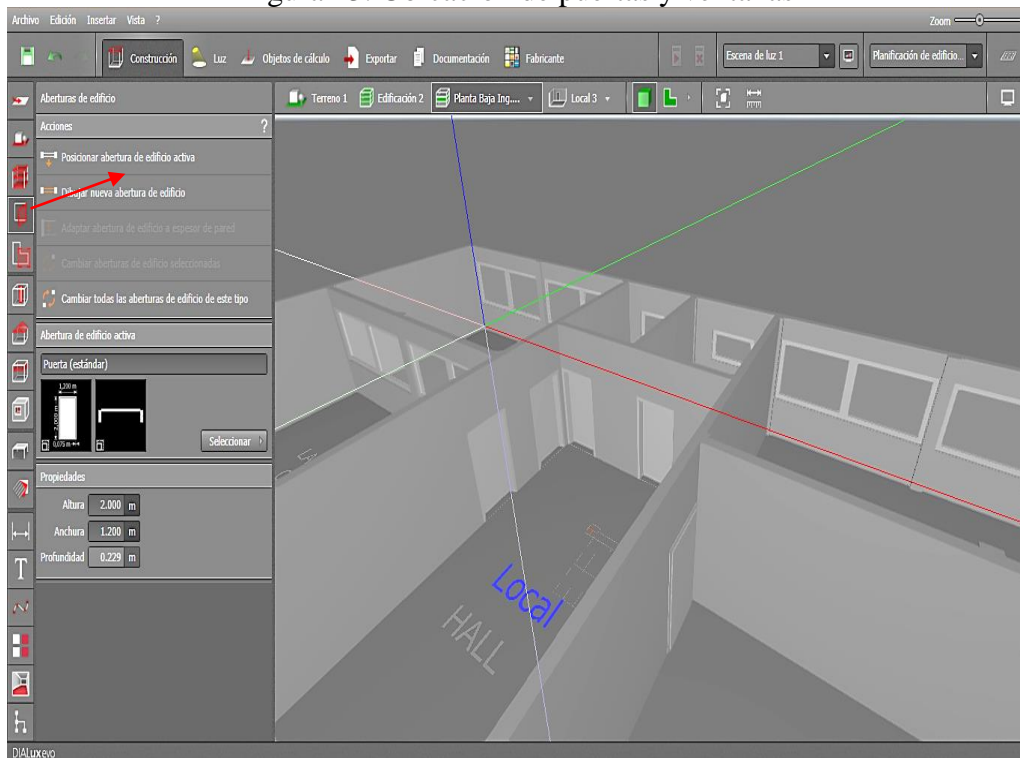 Archivo Edición Insertar Vista ?
Zoom
Construcción Luz Objetos de cálculo Exportar Documentación Fabricante
Escena de luz 1 Planificación de edificio...
Aberturas de edificio
Terreno 1 Edificación 2 Planta Baja Ing.... Local 3
Acciones ?
Posicionar abertura de edificio activa
Dibujar nueva abertura de edificio
Adaptar abertura de edificio a espesor de pared
Cambiar aberturas de edificio seleccionadas
Cambiar todas las aberturas de edificio de este tipo
Abertura de edificio activa
Puerta (estándar)
1,200 m
0,075 m
Seleccionar
Propiedades
Altura 2.000 m
Anchura 1.200 m
Profundidad 0.229 m
T
Local
HALL
DIALux evo